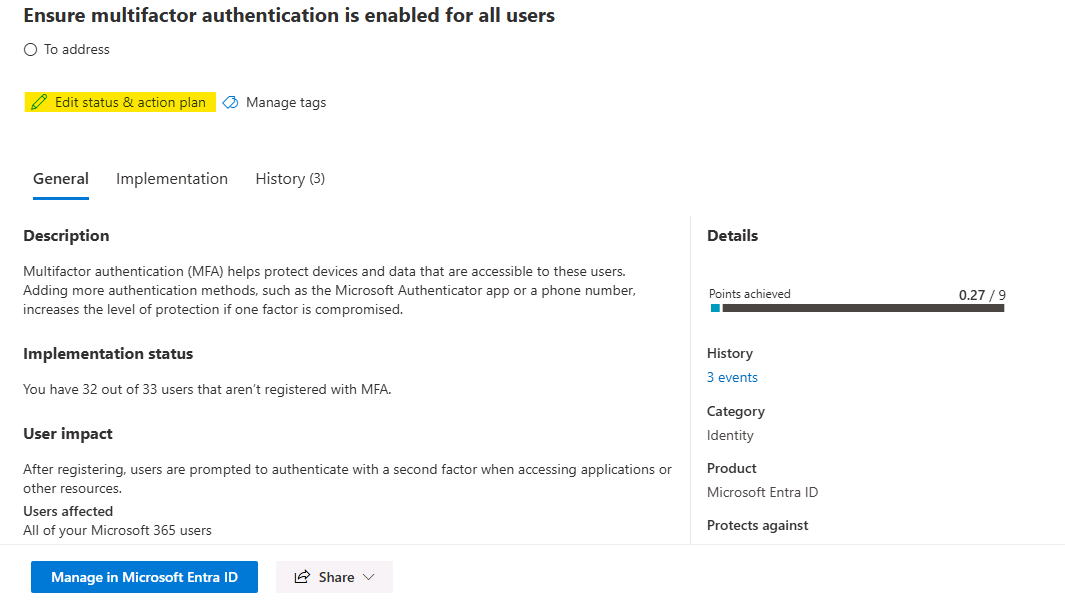 Ensure multifactor authentication is enabled for all users
To address
Edit status & action plan
Manage tags
General
Implementation
History (3)
Description
Multifactor authentication (MFA) helps protect devices and data that are accessible to these users.
Adding more authentication methods, such as the Microsoft Authenticator app or a phone number,
increases the level of protection if one factor is compromised.
Implementation status
You have 32 out of 33 users that aren’t registered with MFA.
User impact
After registering, users are prompted to authenticate with a second factor when accessing applications or
other resources.
Users affected
All of your Microsoft 365 users
Details
Points achieved
0.27 / 9
History
3 events
Category
Identity
Product
Microsoft Entra ID
Protects against
Manage in Microsoft Entra ID
Share